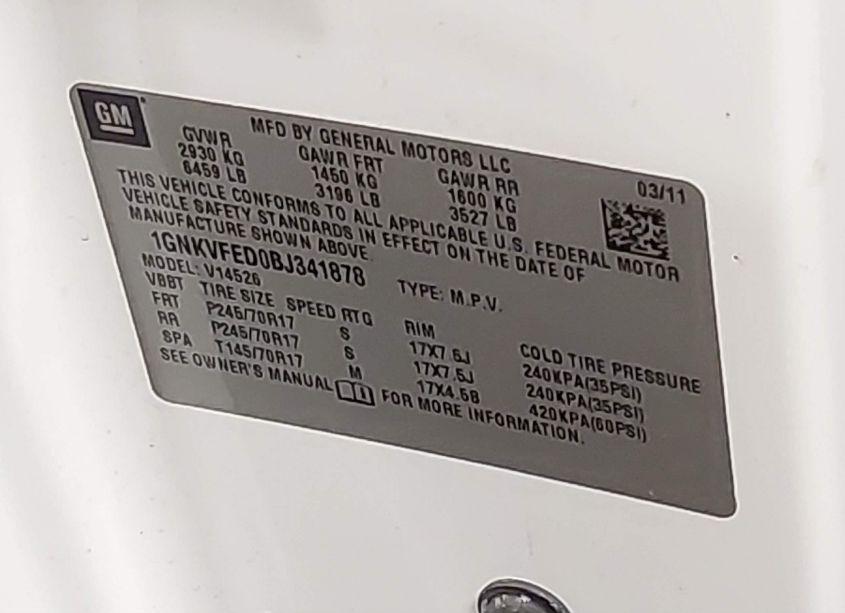 GM
MFD BY GENERAL MOTORS LLC 03/11
GVWR GAWR FRT GAWR RR
2930 KG 1450 KG 1600 KG
6459 LB 3196 LB 3527 LB
THIS VEHICLE CONFORMS TO ALL APPLICABLE U.S. FEDERAL MOTOR
VEHICLE SAFETY STANDARDS IN EFFECT ON THE DATE OF
MANUFACTURE SHOWN ABOVE.
1GNKVFED0BJ341878 TYPE: M.P.V.
MODEL: V14526
VBBT TIRE SIZE SPEED RTG RIM COLD TIRE PRESSURE
FRT P245/70R17 S 17X7.5J 240KPA(35PSI)
RR P245/70R17 S 17X7.5J 240KPA(35PSI)
SPA T145/70R17 M 17X4.5B 420KPA(60PSI)
SEE OWNER'S MANUAL FOR MORE INFORMATION.